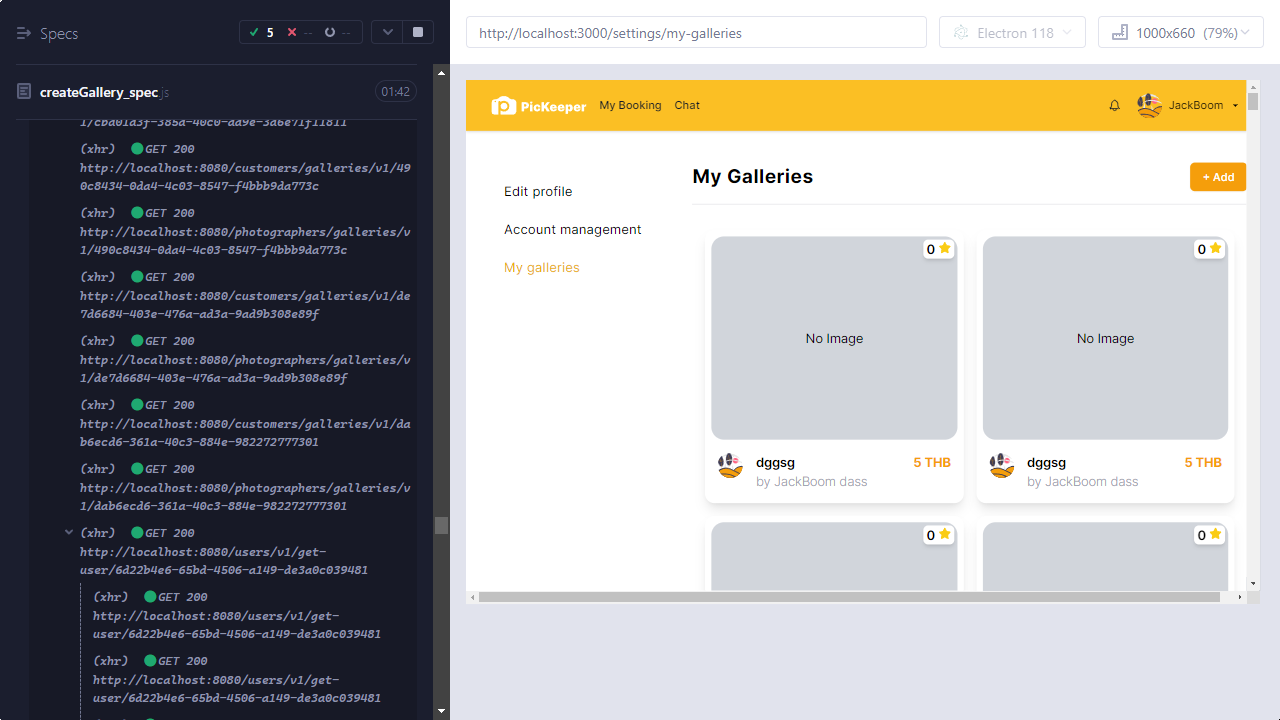 Specs
5
--
--
createGallery_spec.js
01:42
1/cba01a3f-385a-40c0-aa9e-3a6e71f11811
(xhr) GET 200
http://localhost:8080/customers/galleries/v1/49
0c8434-0da4-4c03-8547-f4bbb9da773c
(xhr) GET 200
http://localhost:8080/photographers/galleries/v
1/490c8434-0da4-4c03-8547-f4bbb9da773c
(xhr) GET 200
http://localhost:8080/customers/galleries/v1/de
7d6684-403e-476a-ad3a-9ad9b308e89f
(xhr) GET 200
http://localhost:8080/photographers/galleries/v
1/de7d6684-403e-476a-ad3a-9ad9b308e89f
(xhr) GET 200
http://localhost:8080/customers/galleries/v1/da
b6ecd6-361a-40c3-884e-982272777301
(xhr) GET 200
http://localhost:8080/photographers/galleries/v
1/dab6ecd6-361a-40c3-884e-982272777301
(xhr) GET 200
http://localhost:8080/users/v1/get-
user/6d22b4e6-65bd-4506-a149-de3a0c039481
(xhr) GET 200
http://localhost:8080/users/v1/get-
user/6d22b4e6-65bd-4506-a149-de3a0c039481
(xhr) GET 200
http://localhost:8080/users/v1/get-
user/6d22b4e6-65bd-4506-a149-de3a0c039481
http://localhost:3000/settings/my-galleries
Electron 118
1000x660 (79%)
PicKeeper
My Booking
Chat
JackBoom
Edit profile
Account management
My galleries
My Galleries
+ Add
0
No Image
dggsg
5 THB
by JackBoom dass
0
No Image
dggsg
5 THB
by JackBoom dass
0
0